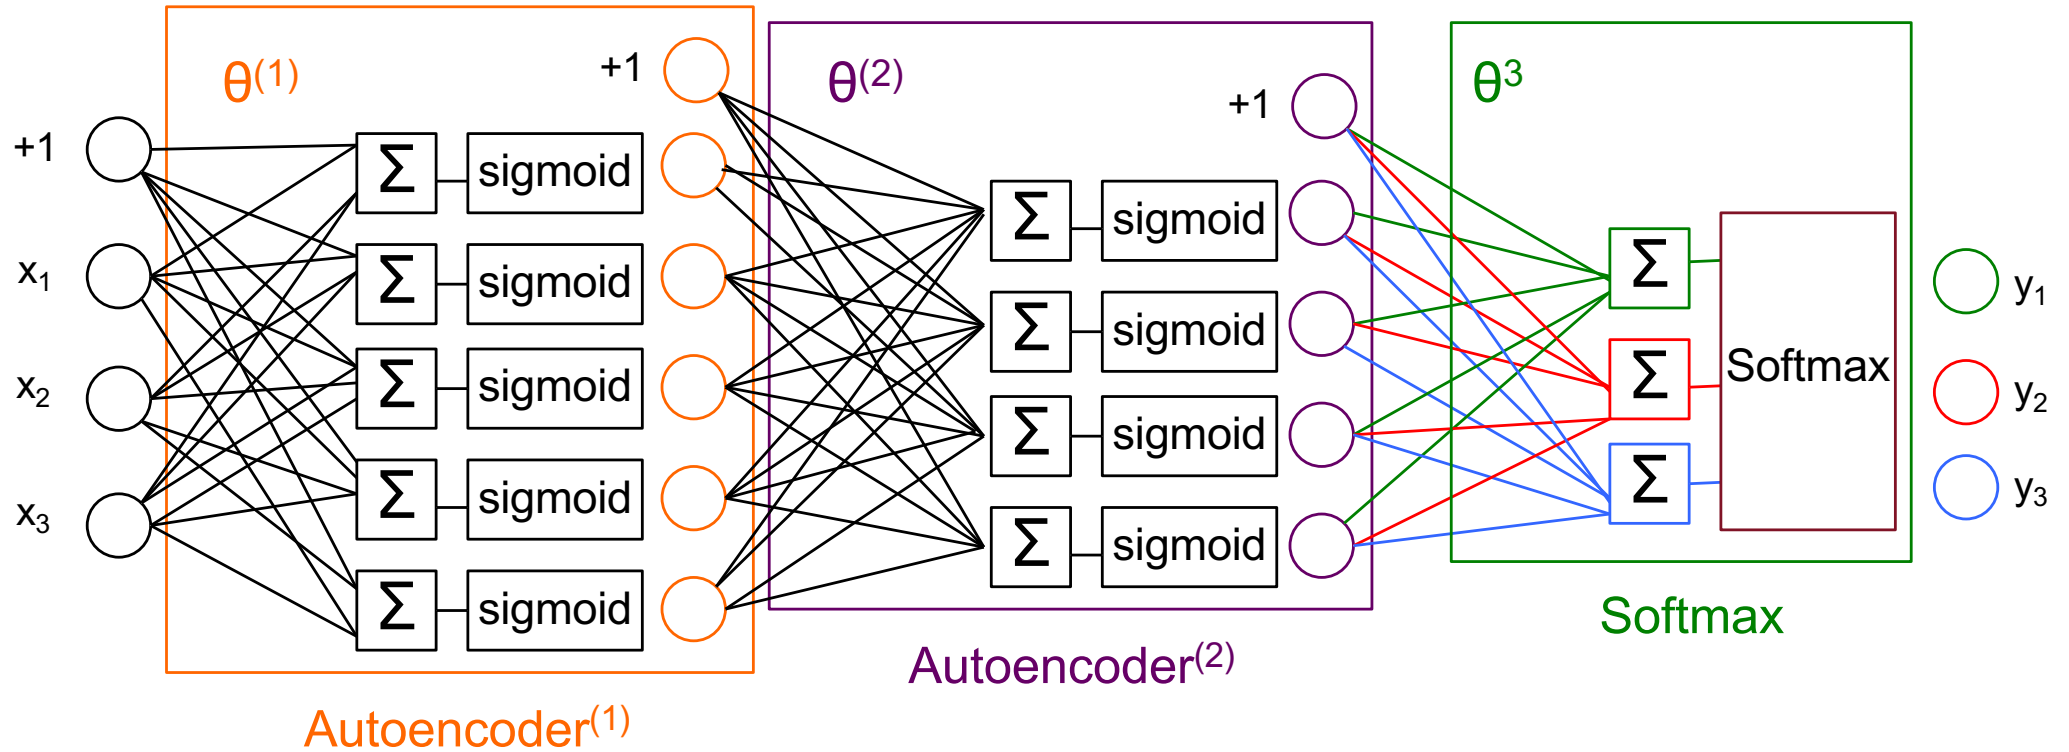 θ(1)
+1
θ(2)
+1
θ3
+1
x1
x2
x3
Σ sigmoid
Σ sigmoid
Σ sigmoid
Σ sigmoid
Σ sigmoid
Σ sigmoid
Σ sigmoid
Σ sigmoid
Σ sigmoid
Σ
Σ
Σ
Softmax
y1
y2
y3
Autoencoder(1)
Autoencoder(2)
Softmax